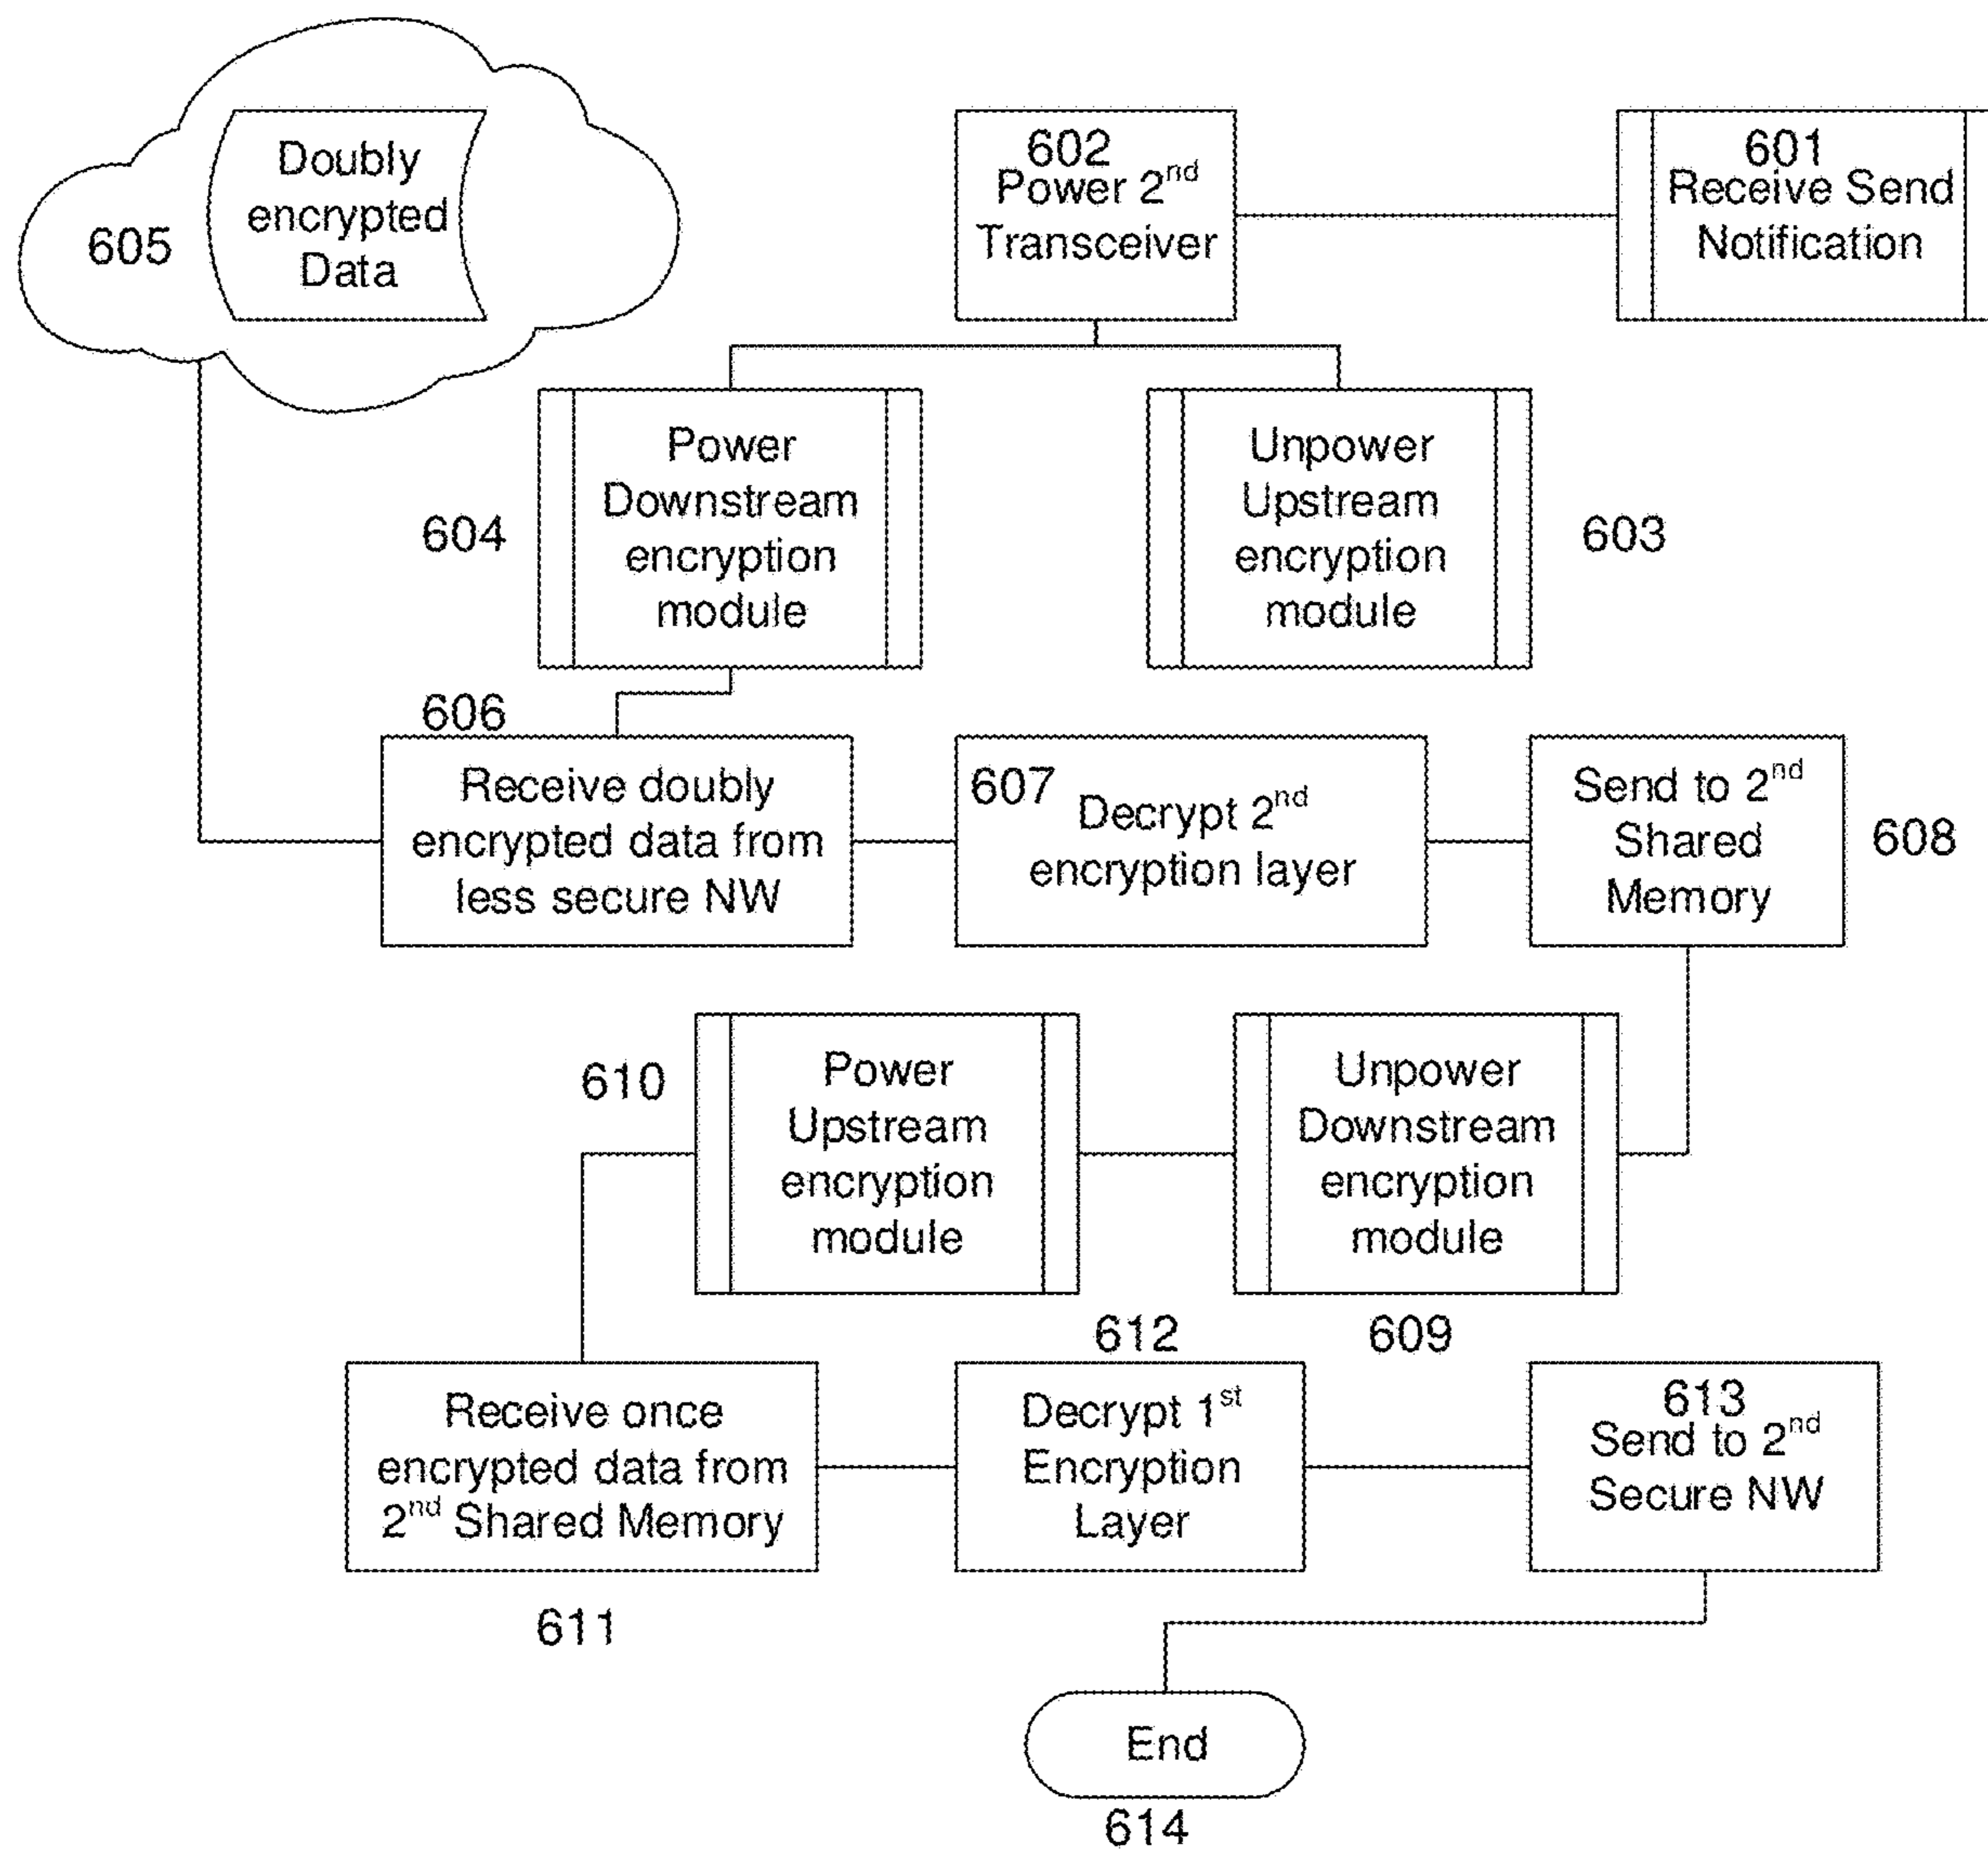 605
Doubly
encrypted
Data
602
Power 2nd
Transceiver
601
Receive Send
Notification
604
Power
Downstream
encryption
module
Unpower
Upstream
encryption
module
603
606
Receive doubly
encrypted data from
less secure NW
607
Decrypt 2nd
encryption layer
Send to 2nd
Shared
Memory
608
610
Power
Upstream
encryption
module
Unpower
Downstream
encryption
module
612
609
Receive once
encrypted data from
2nd Shared Memory
Decrypt 1st
Encryption
Layer
613
Send to 2nd
Secure NW
611
End
614